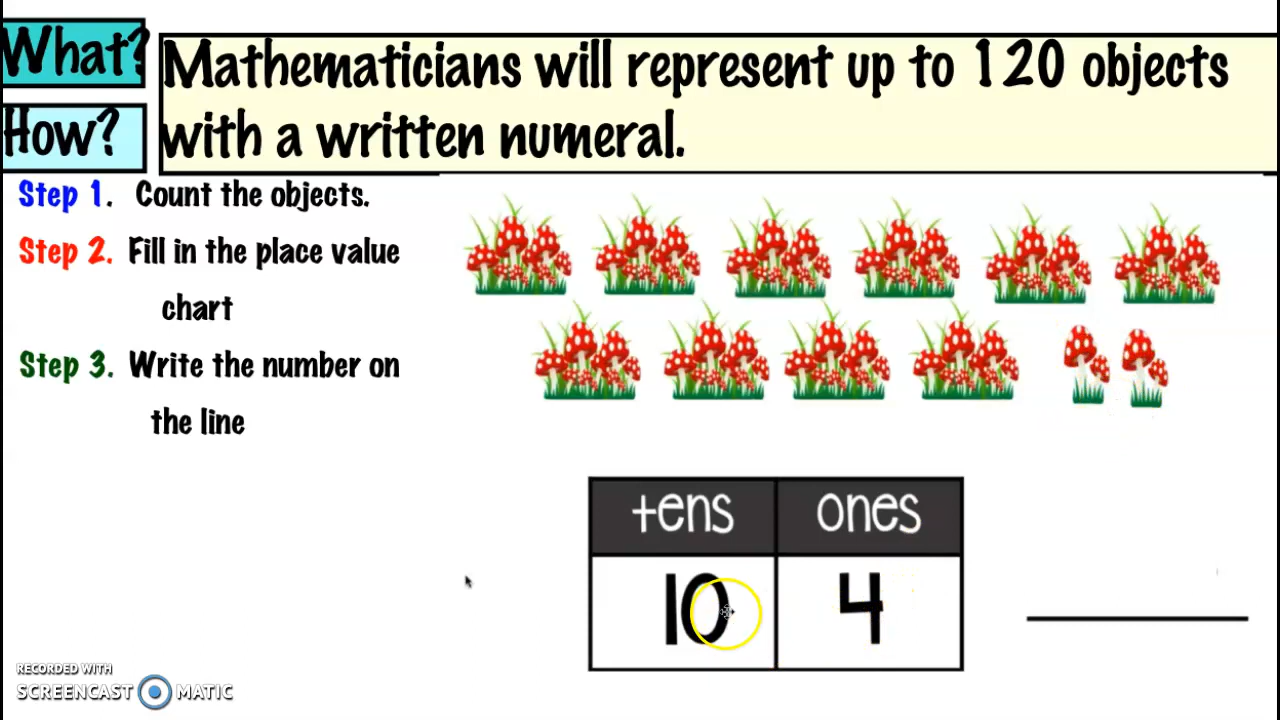 What?
Mathematicians will represent up to 120 objects
How?
with a written numeral.
Step 1. Count the objects.
Step 2. Fill in the place value
chart
Step 3. Write the number on
the line
tens ones
10 4
RECORDED WITH
SCREENCAST MATIC